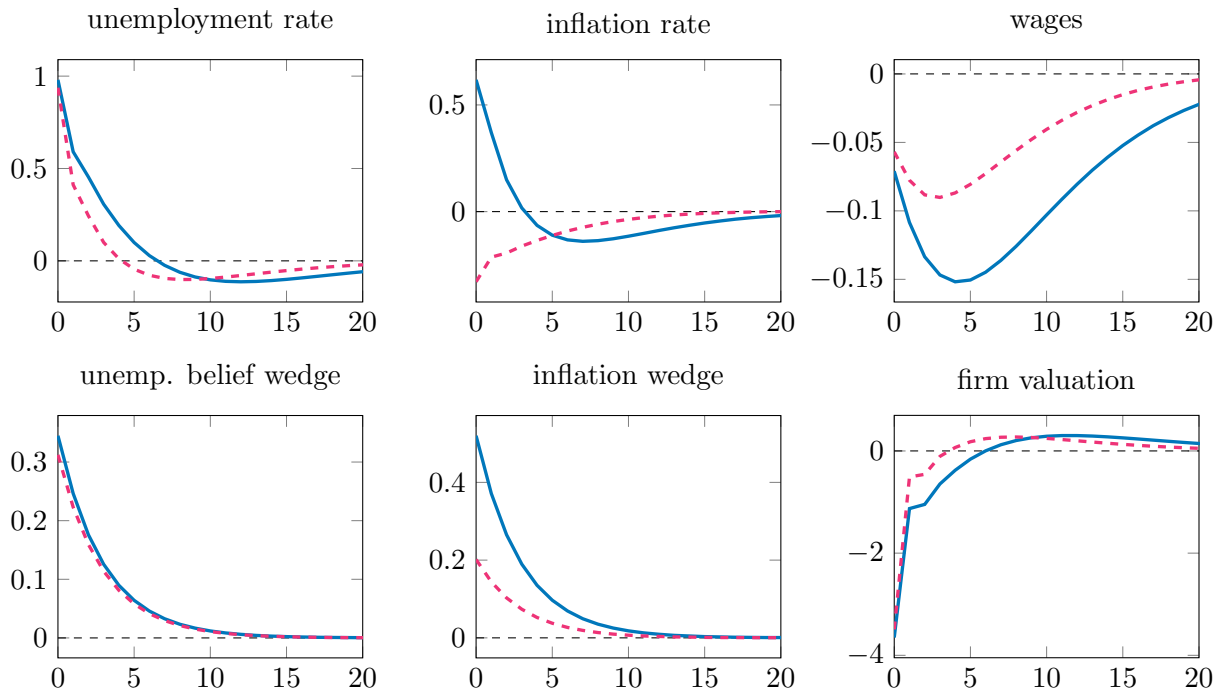 unemployment rate
inflation rate
wages
1
0.5
0
0 5 10 15 20
0.5
0
0 5 10 15 20
0
−0.05
−0.1
−0.15
0 5 10 15 20
unemp. belief wedge
inflation wedge
firm valuation
0.3
0.2
0.1
0
0 5 10 15 20
0.4
0.2
0
0 5 10 15 20
0
−2
−4
0 5 10 15 20